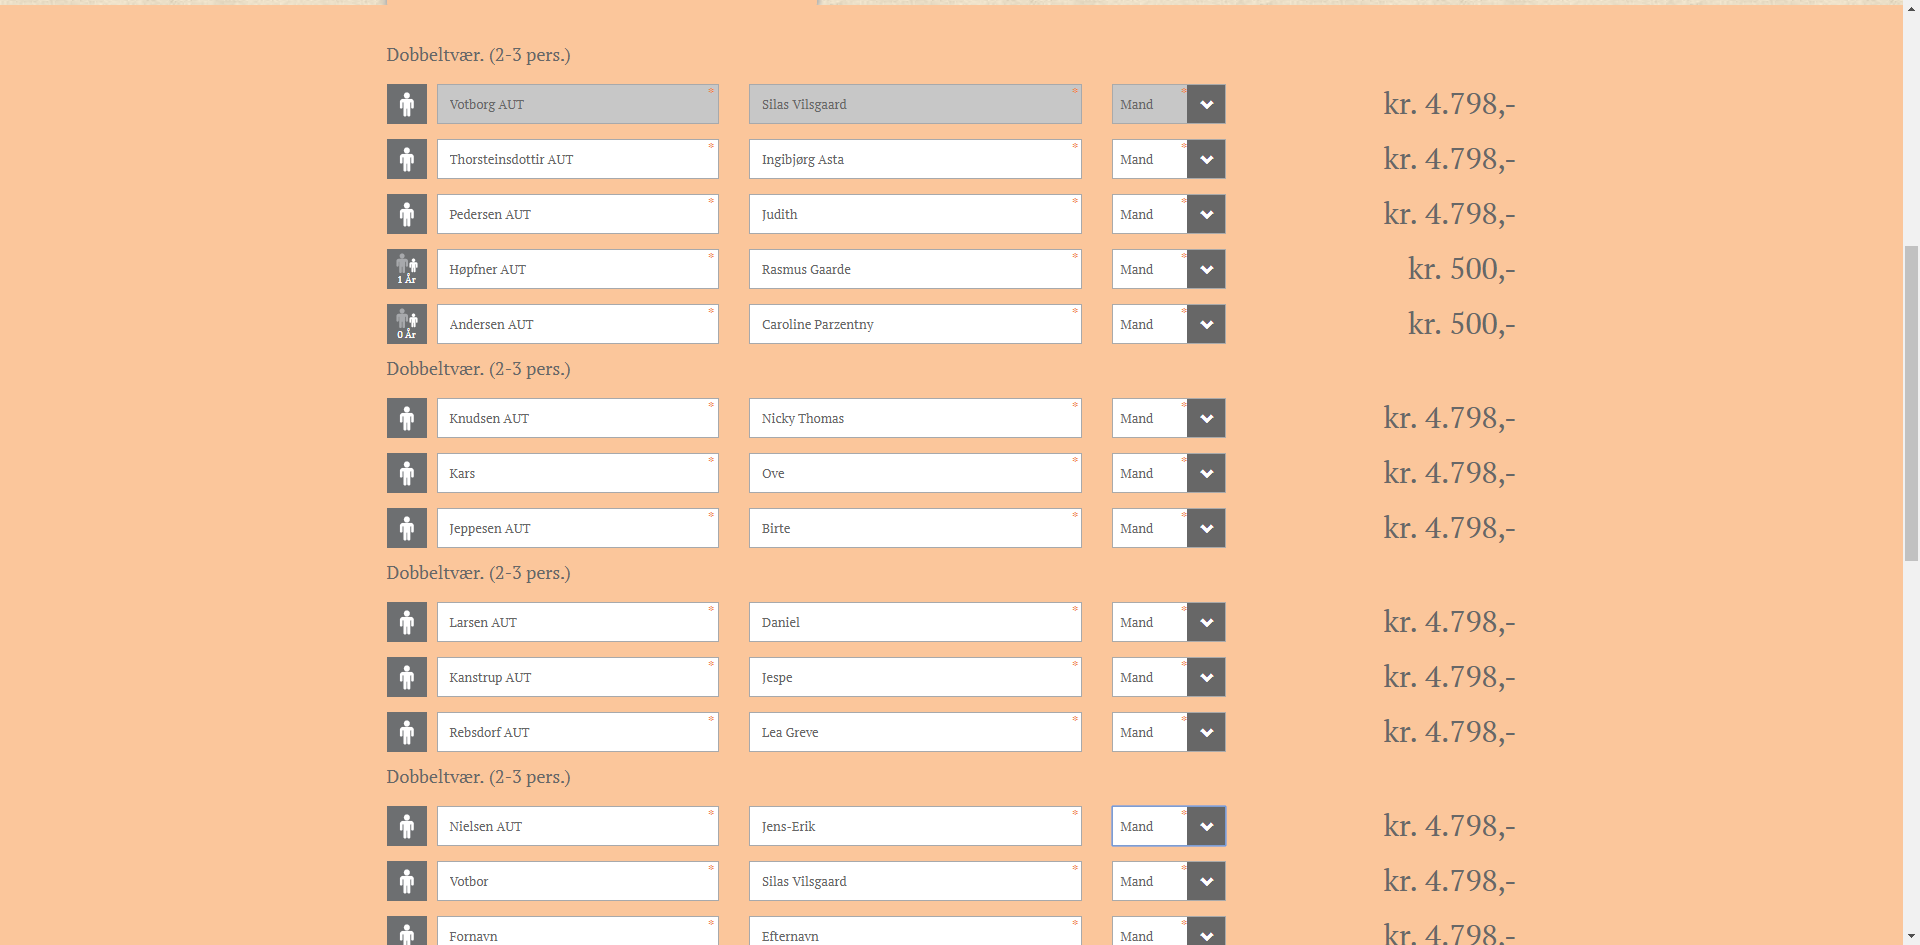 Dobbeltvær. (2-3 pers.)
Votborg AUT * Silas Vilsgaard * Mand * kr. 4.798,-
Thorsteinsdottir AUT * Ingibjørg Asta * Mand * kr. 4.798,-
Pedersen AUT * Judith * Mand * kr. 4.798,-
1 År Høpfner AUT * Rasmus Gaarde * Mand * kr. 500,-
0 År Andersen AUT * Caroline Parzentny * Mand * kr. 500,-
Dobbeltvær. (2-3 pers.)
Knudsen AUT * Nicky Thomas * Mand * kr. 4.798,-
Kars * Ove * Mand * kr. 4.798,-
Jeppesen AUT * Birte * Mand * kr. 4.798,-
Dobbeltvær. (2-3 pers.)
Larsen AUT * Daniel * Mand * kr. 4.798,-
Kanstrup AUT * Jespe * Mand * kr. 4.798,-
Rebsdorf AUT * Lea Greve * Mand * kr. 4.798,-
Dobbeltvær. (2-3 pers.)
Nielsen AUT * Jens-Erik * Mand * kr. 4.798,-
Votbor * Silas Vilsgaard * Mand * kr. 4.798,-
Fornavn * Efternavn * Mand * kr. 4.798,-